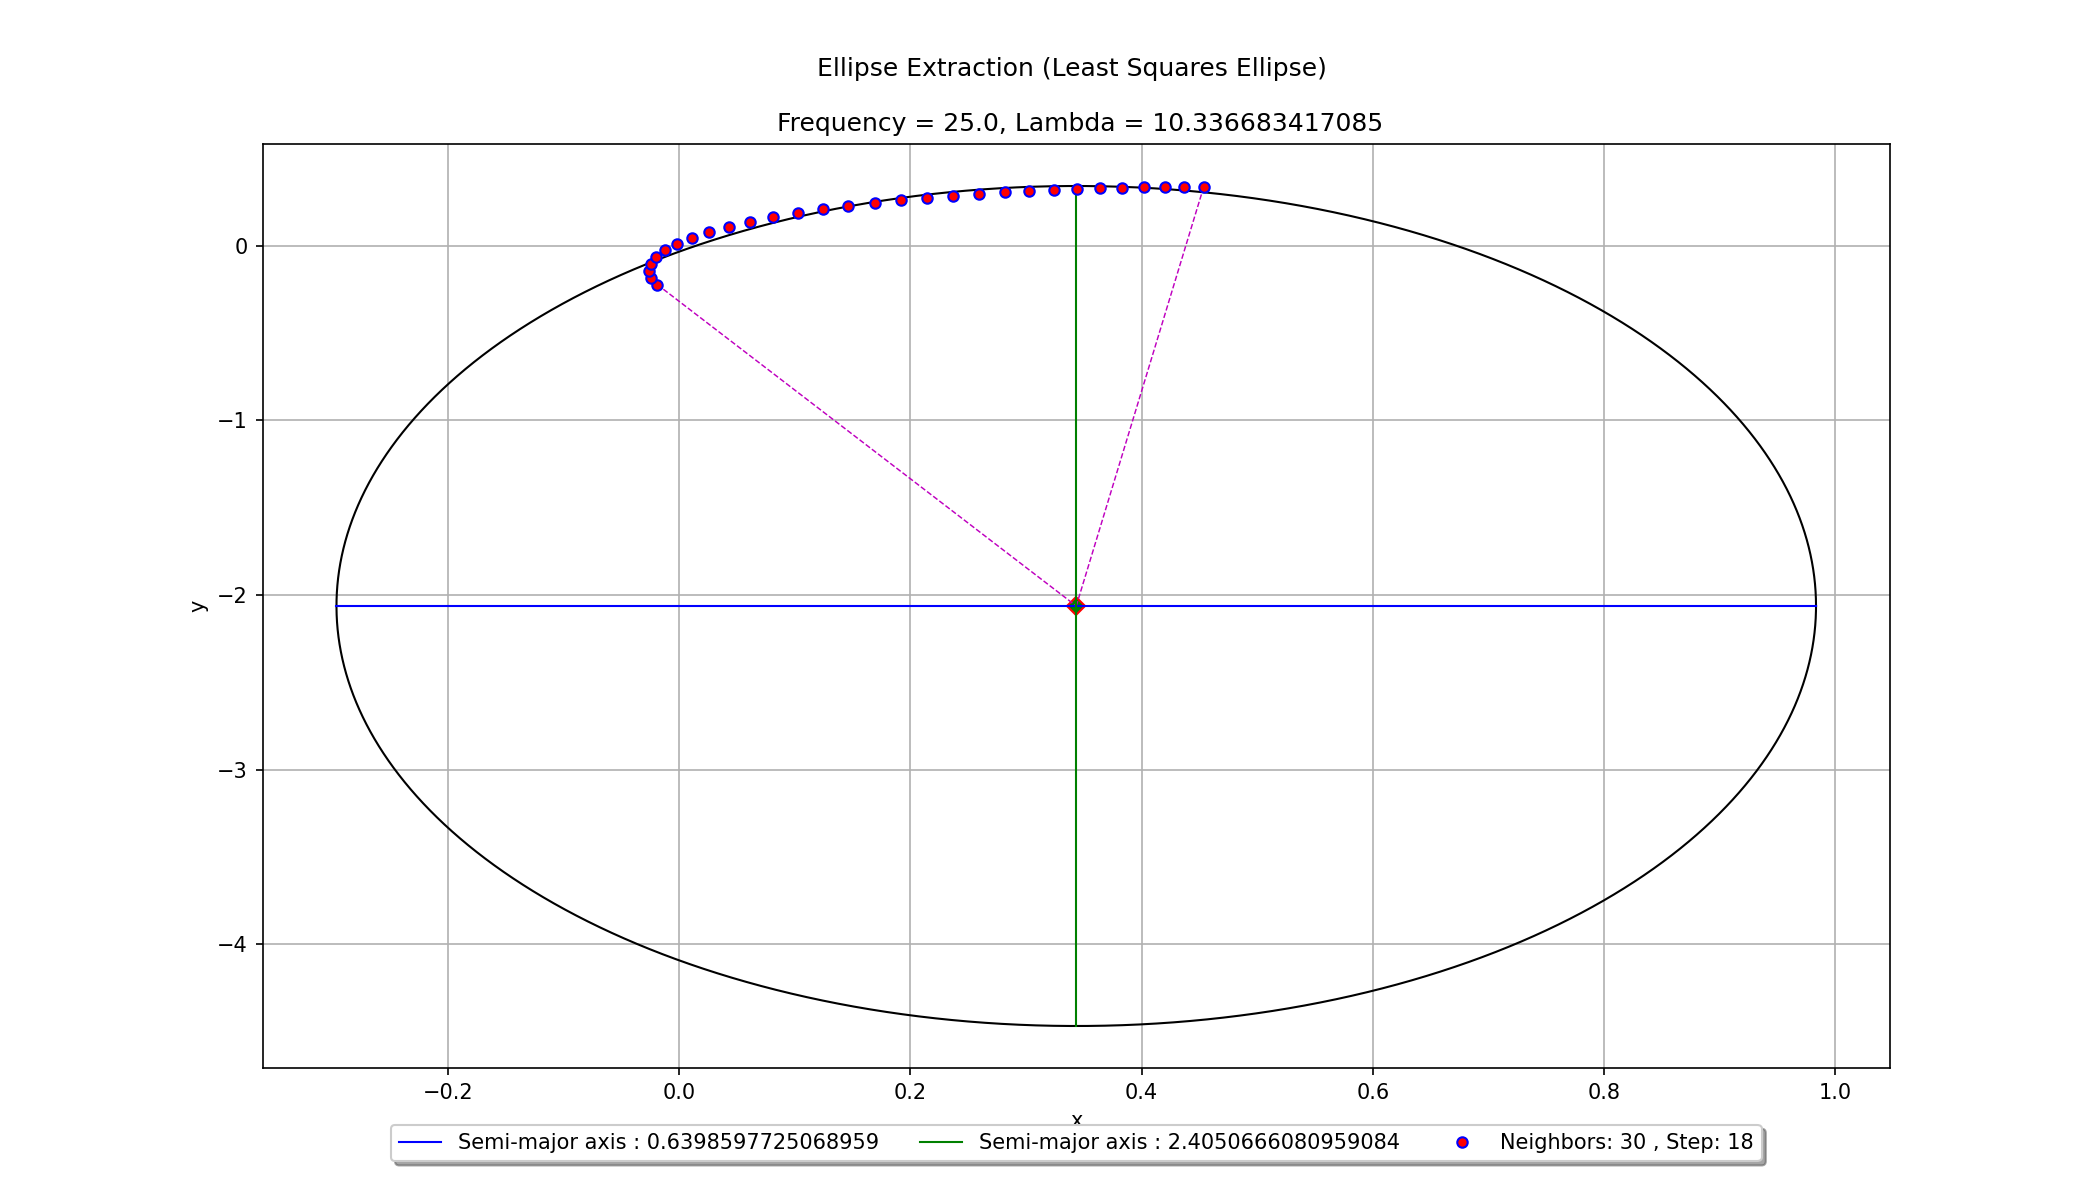 Ellipse Extraction (Least Squares Ellipse)
Frequency = 25.0, Lambda = 10.336683417085
0
−1
−2
−3
−4
y
−0.2 0.0 0.2 0.4 0.6 0.8 1.0
x
Semi-major axis : 0.6398597725068959 Semi-major axis : 2.4050666080959084 Neighbors: 30 , Step: 18